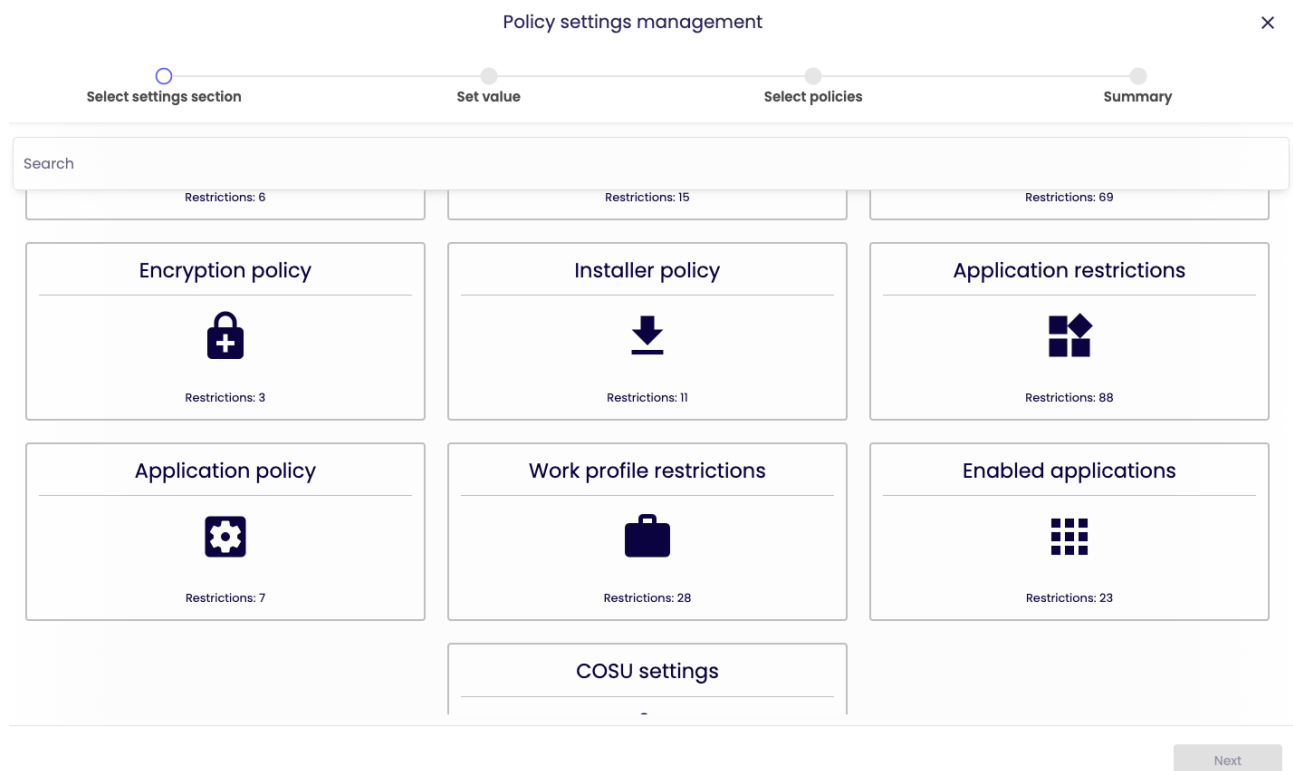 Policy settings management
Select settings section
Set value
Select policies
Summary
Search
Restrictions: 6
Restrictions: 15
Restrictions: 69
Encryption policy
Installer policy
Application restrictions
Restrictions: 3
Restrictions: 11
Restrictions: 88
Application policy
Work profile restrictions
Enabled applications
Restrictions: 7
Restrictions: 28
Restrictions: 23
COSU settings
Next